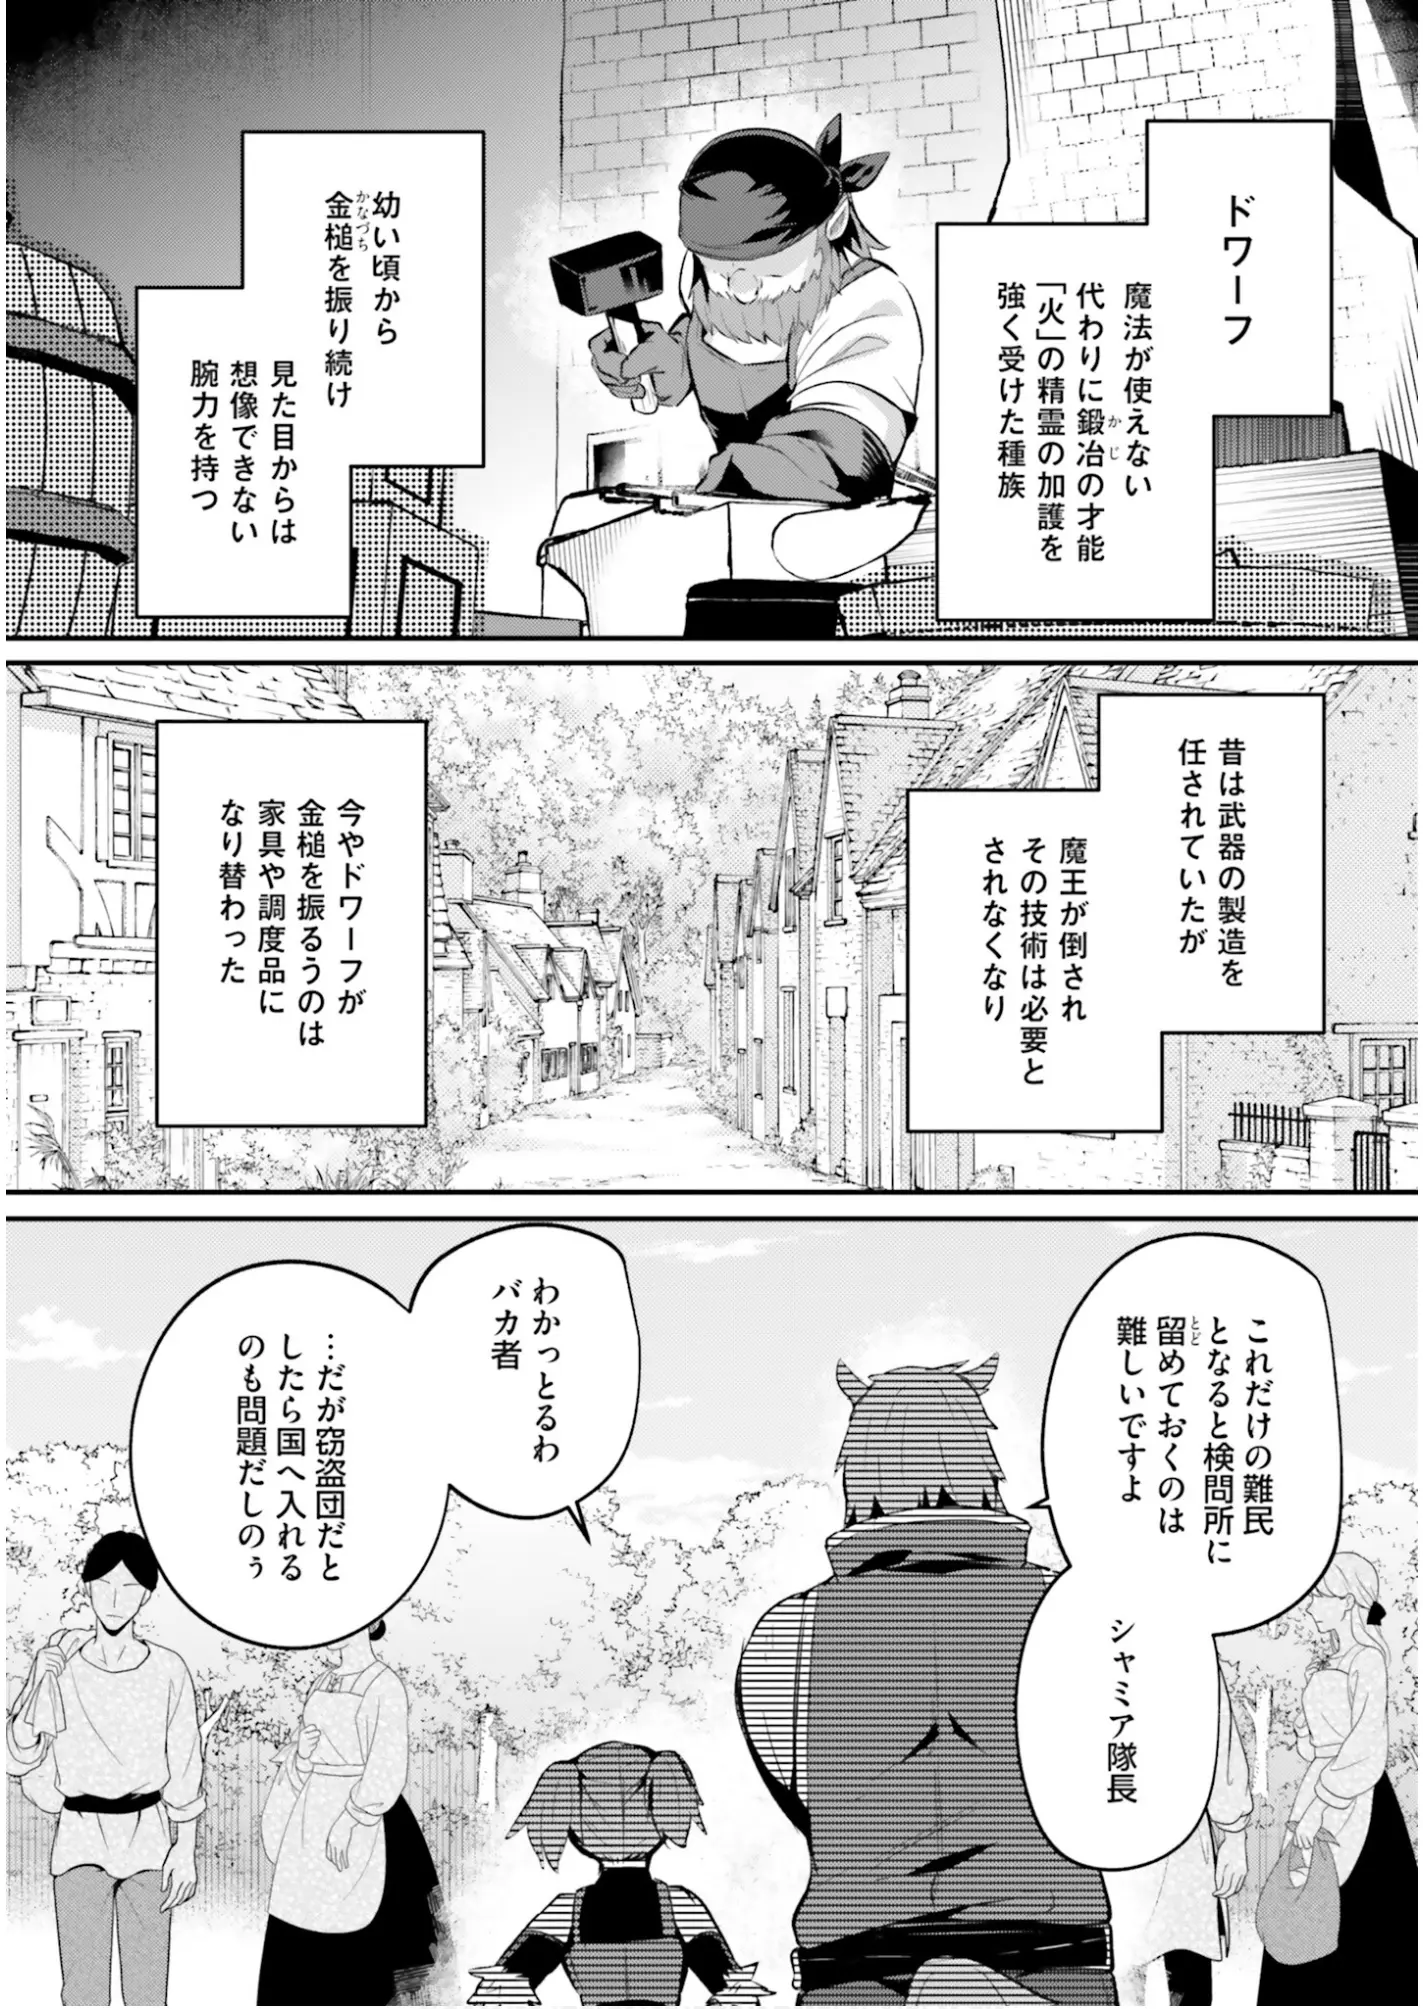 ドワーフ
魔法が使えない
代わりに鍛冶の才能
かじ
「火」の精霊の加護を
強く受けた種族
幼い頃から
金槌を振り続け
かなづち
見た目からは
想像できない
腕力を持つ
昔は武器の製造を
任されていたが
魔王が倒され
その技術は必要と
されなくなり
今やドワーフが
金槌を振るうのは
家具や調度品に
なり替わった
これだけの難民
となると検問所に
留めておくのは
とど
難しいですよ
シャミア隊長
わかっとるわ
バカ者
…だが窃盗団だと
したら国へ入れる
のも問題だしのぅ